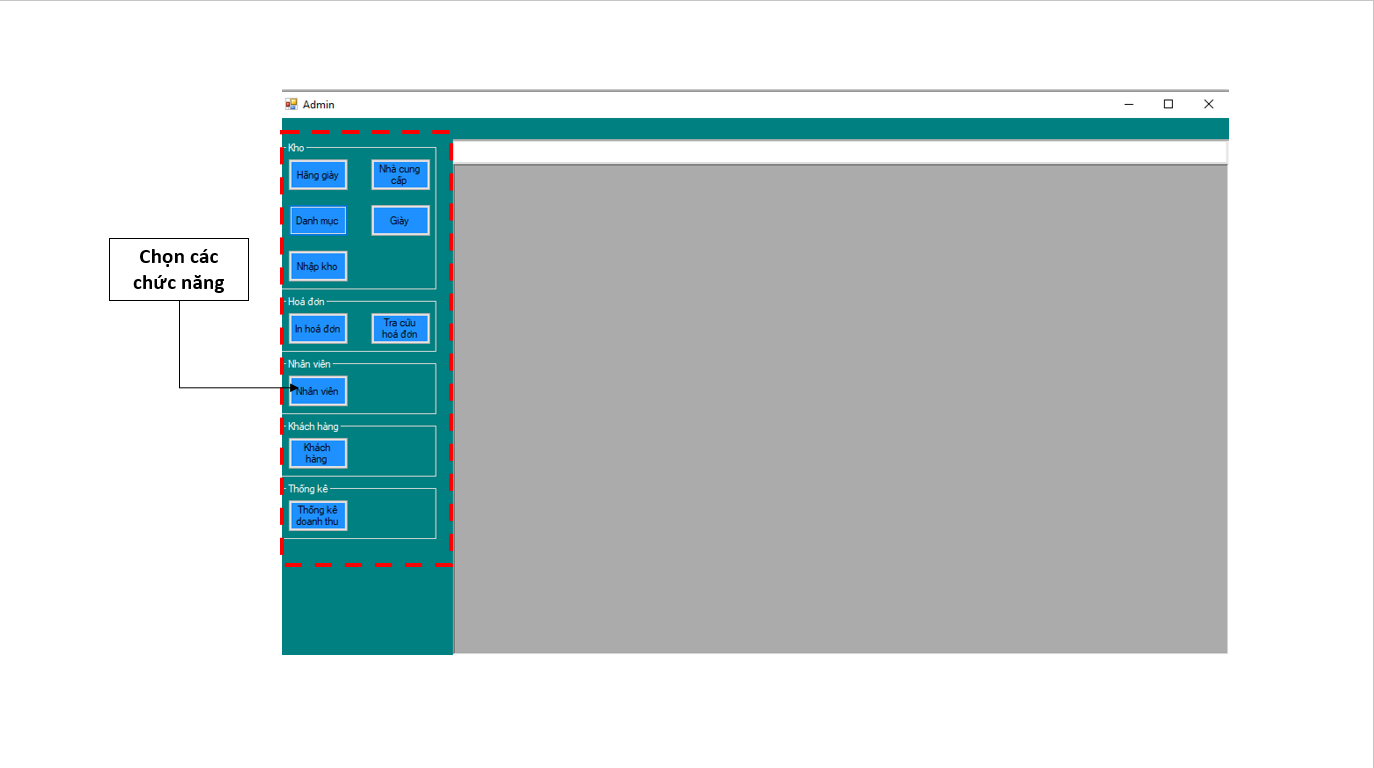 Admin
Kho
Hãng giày
Nhà cung
cấp
Danh mục
Giày
Nhập kho
Chọn các
chức năng
Hoá đơn
In hoá đơn
Tra cứu
hoá đơn
Nhân viên
Nhân viên
Khách hàng
Khách
hàng
Thống kê
Thống kê
doanh thu